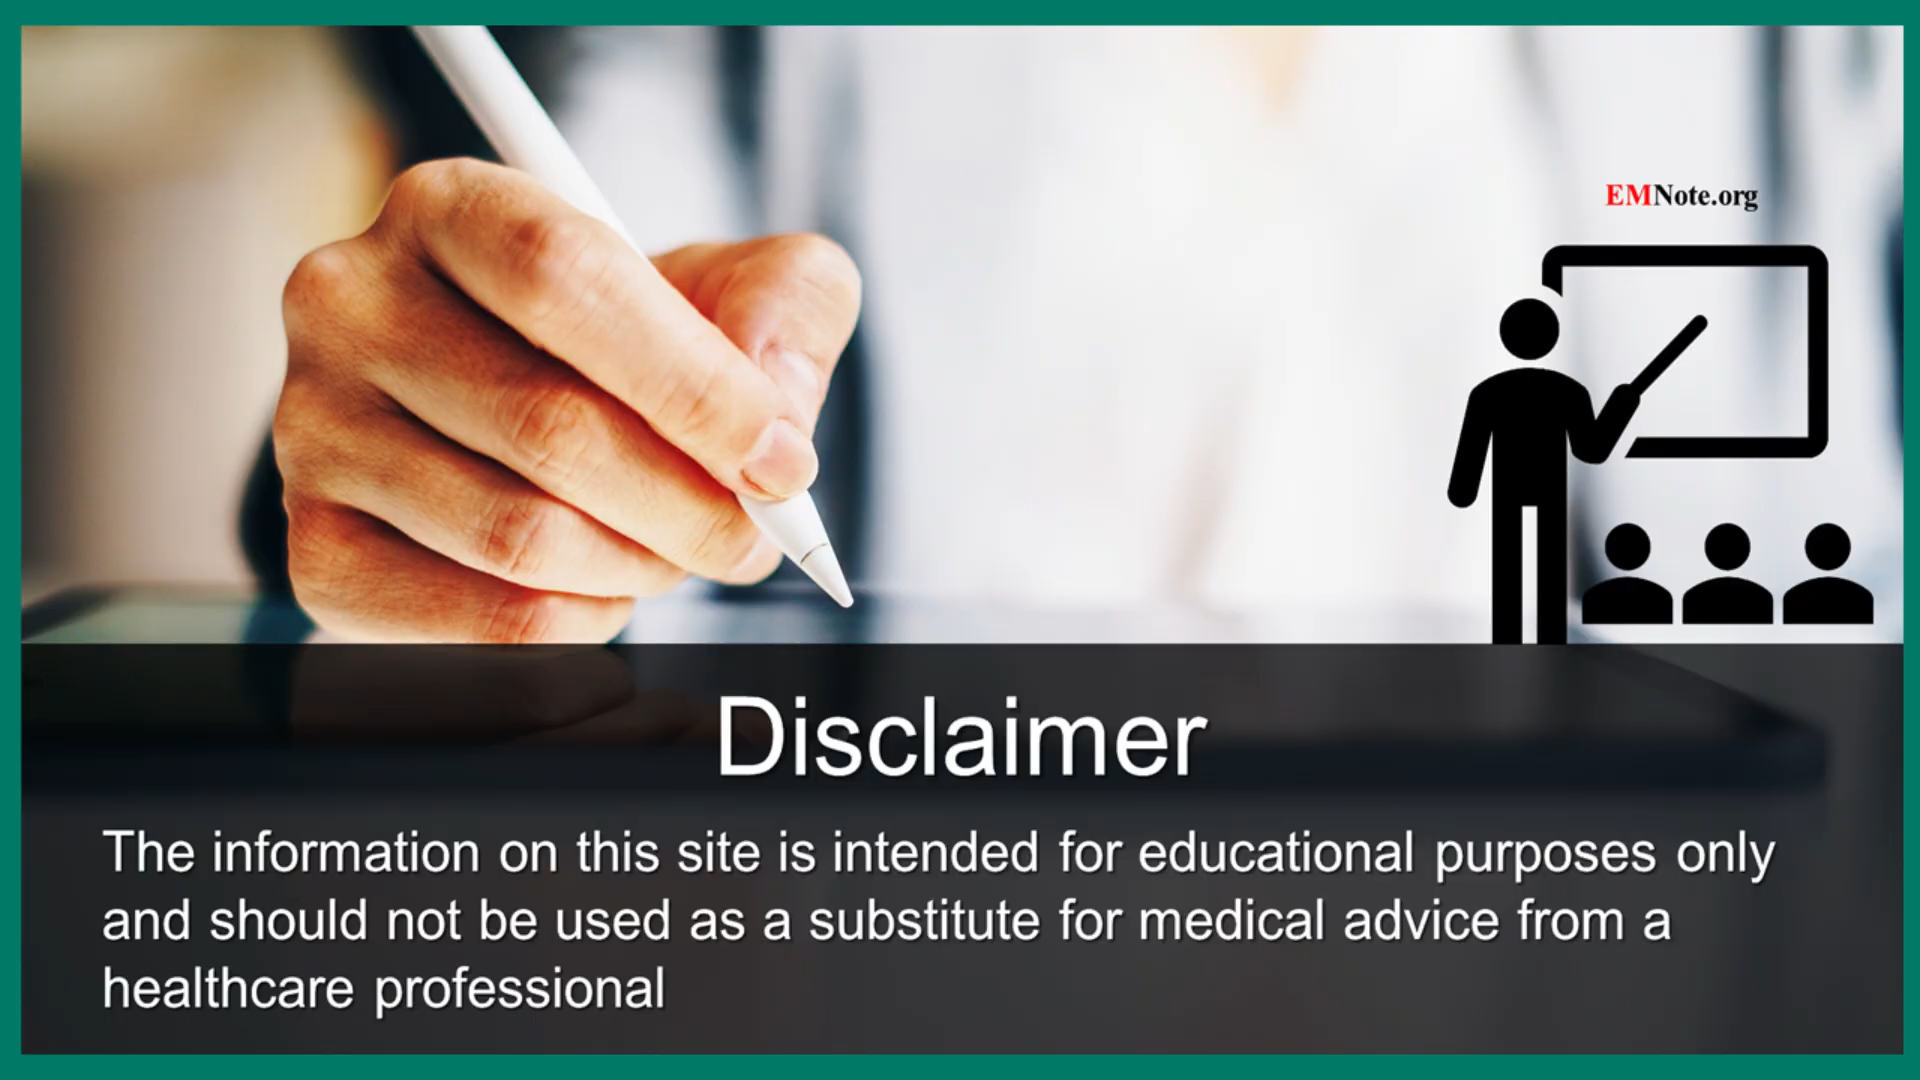 EMNote.org
Disclaimer
The information on this site is intended for educational purposes only
and should not be used as a substitute for medical advice from a
healthcare professional